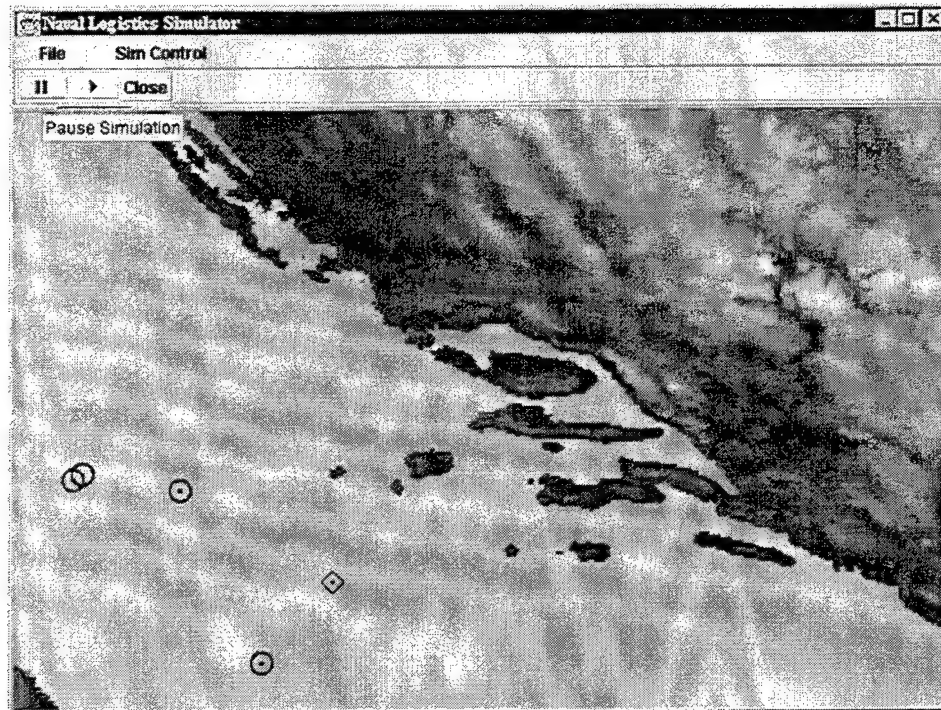 Naval Logistics Simulator
File Sim Control
Close
Pause Simulation